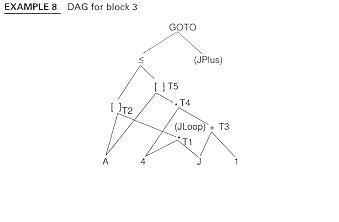 EXAMPLE 8 DAG for block 3
GOTO
≤ (JPlus)
[ ] T5
[ ] T2 * T4
(JLoop) + T3
* T1
A 4 J 1